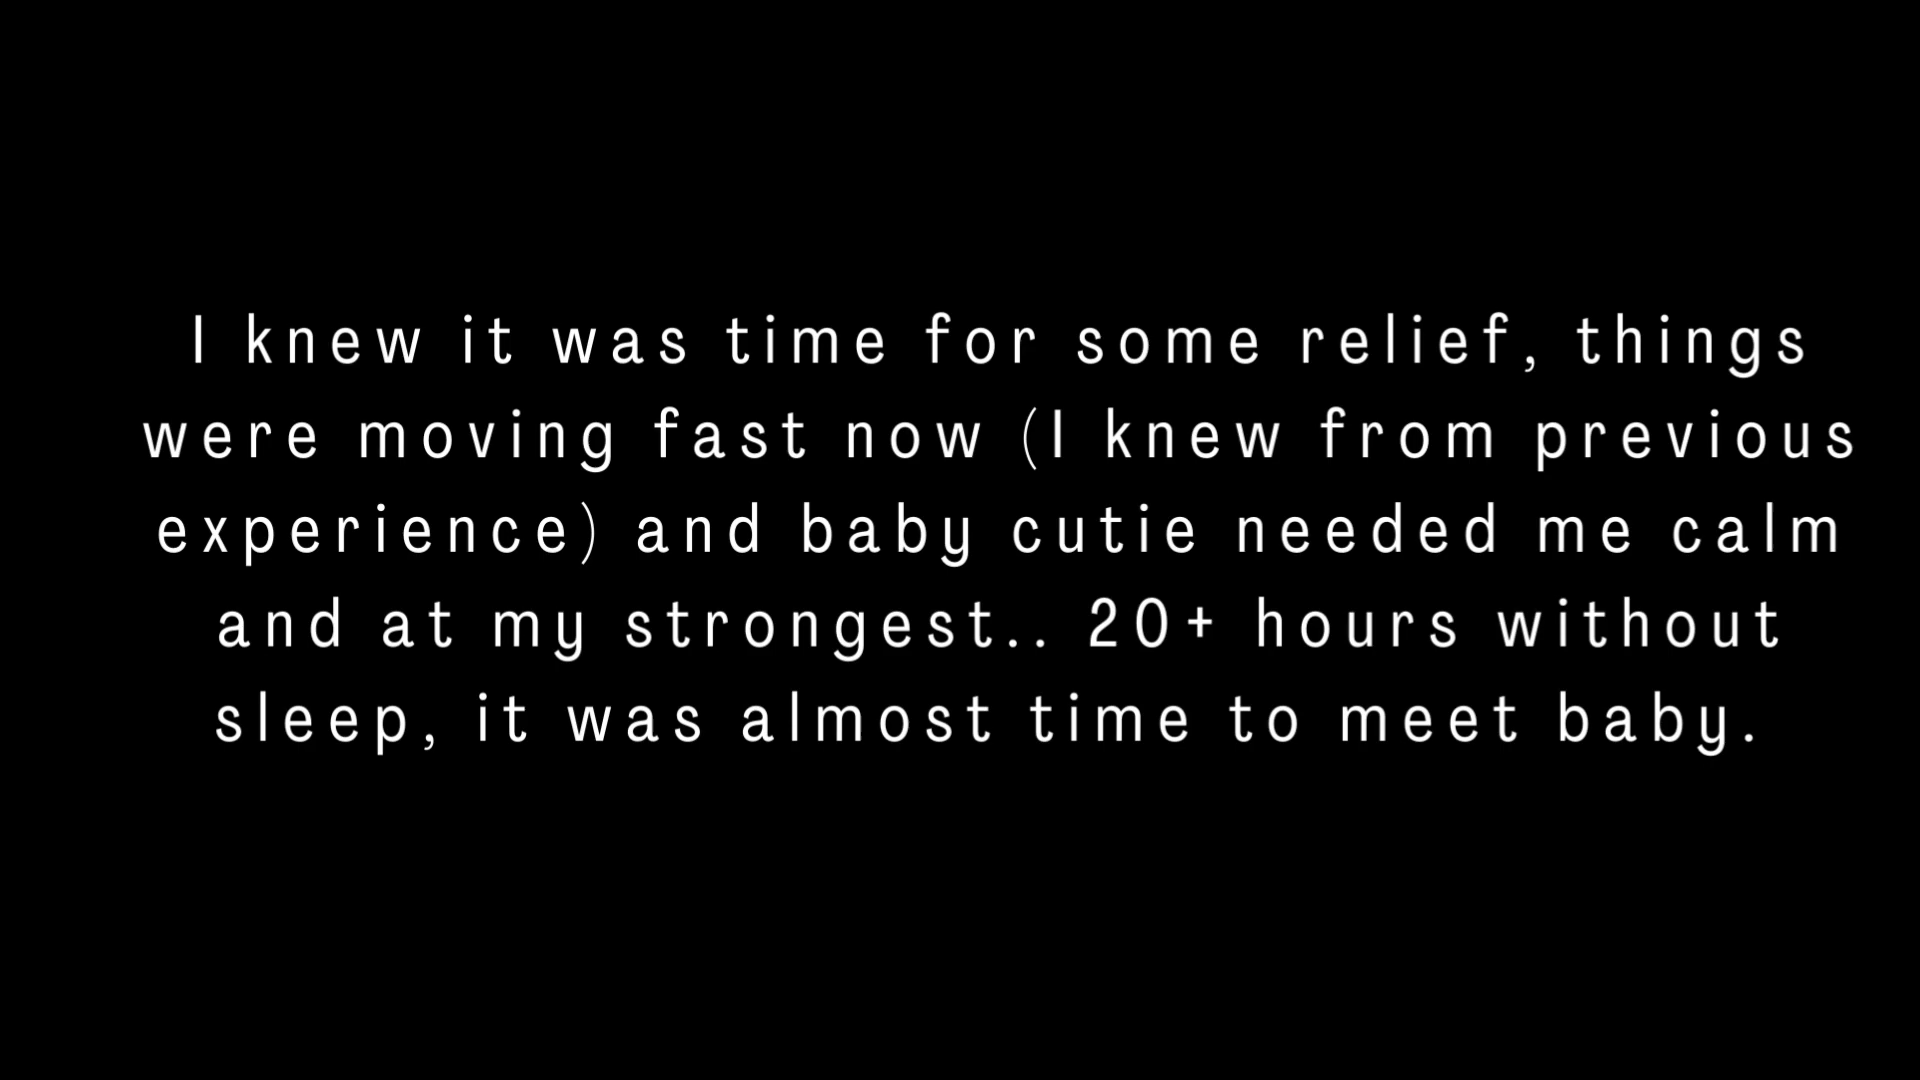 I knew it was time for some relief, things
were moving fast now (I knew from previous
experience) and baby cutie needed me calm
and at my strongest.. 20+ hours without
sleep, it was almost time to meet baby.